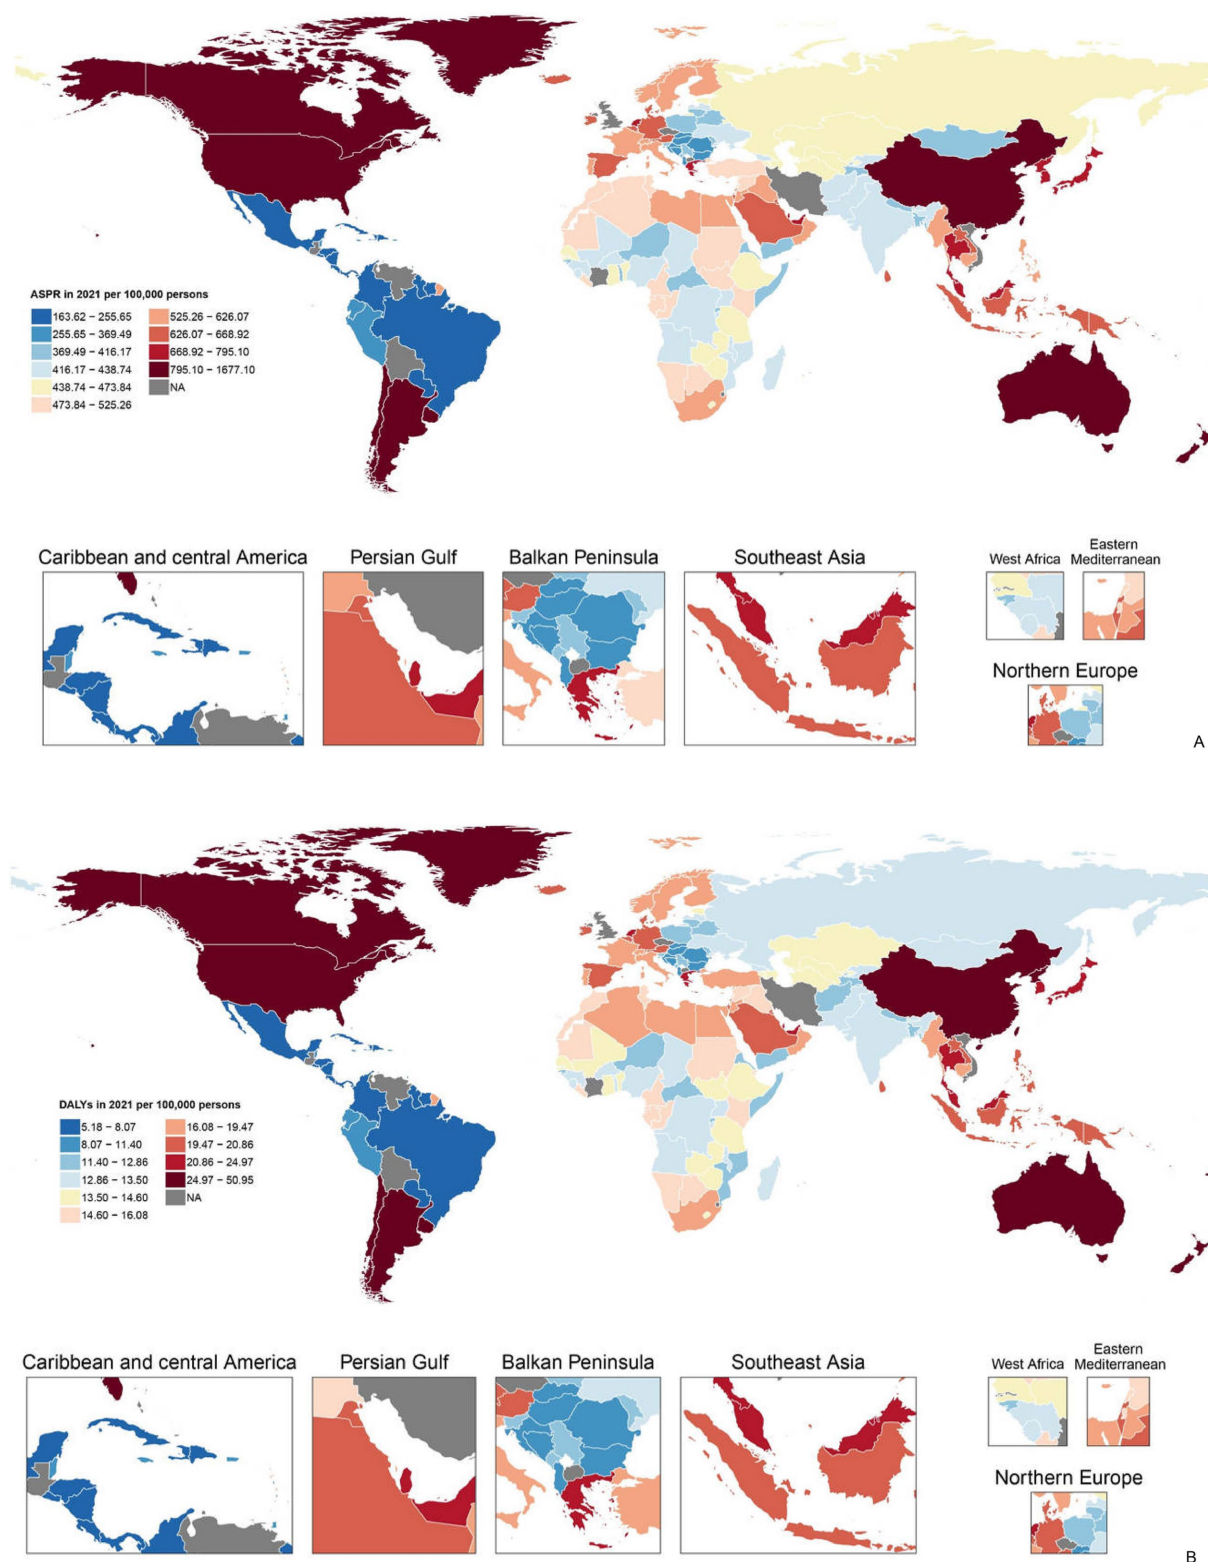 ASPR in 2021 per 100,000 persons
163.62 – 255.65
525.26 – 626.07
255.65 – 369.49
626.07 – 668.92
369.49 – 416.17
668.92 – 795.10
416.17 – 438.74
795.10 – 1677.10
438.74 – 473.84
NA
473.84 – 525.26
Caribbean and central America
Persian Gulf
Balkan Peninsula
Southeast Asia
West Africa
Eastern
Mediterranean
Northern Europe
A
DALYs in 2021 per 100,000 persons
5.18 – 8.07
16.08 – 19.47
8.07 – 11.40
19.47 – 20.86
11.40 – 12.86
20.86 – 24.97
12.86 – 13.50
24.97 – 50.95
13.50 – 14.60
NA
14.60 – 16.08
Caribbean and central America
Persian Gulf
Balkan Peninsula
Southeast Asia
West Africa
Eastern
Mediterranean
Northern Europe
B